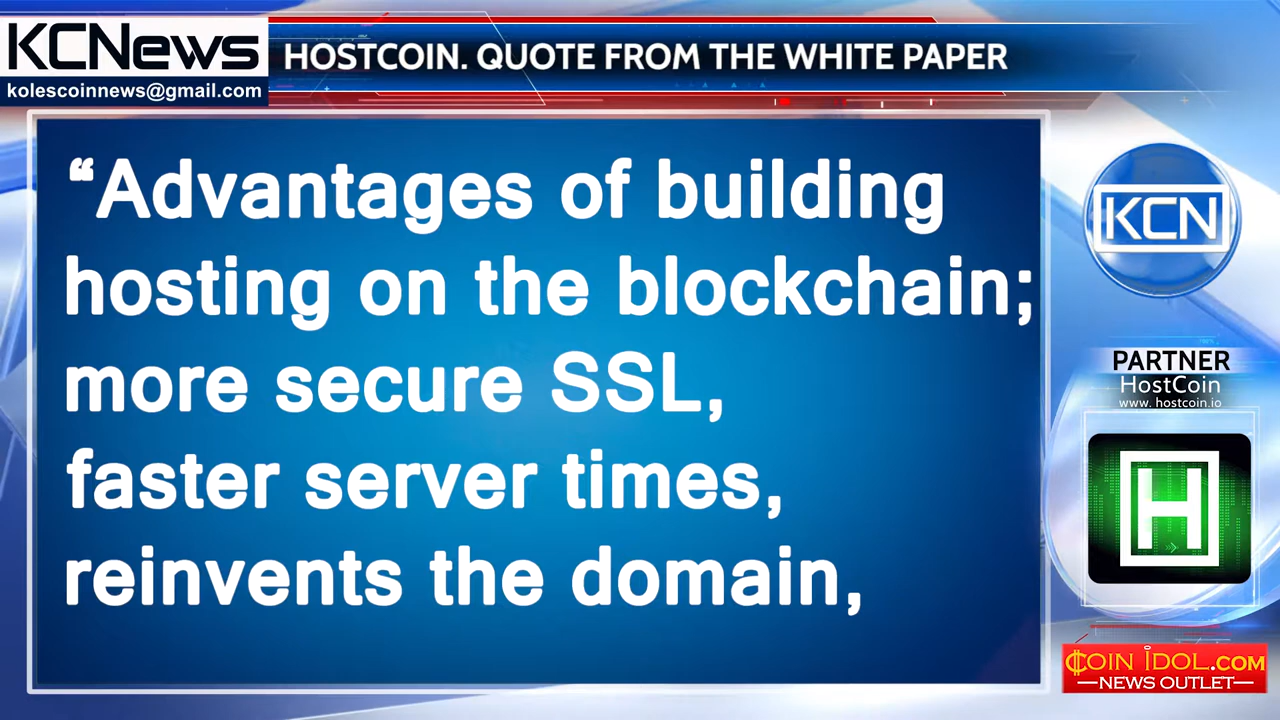 KCNews
kolescoinnews@gmail.com
HOSTCOIN. QUOTE FROM THE WHITE PAPER
“Advantages of building
hosting on the blockchain;
more secure SSL,
faster server times,
reinvents the domain,
KCN
PARTNER
HostCoin
www. hostcoin.io
H
COIN IDOL.COM
—NEWS OUTLET—